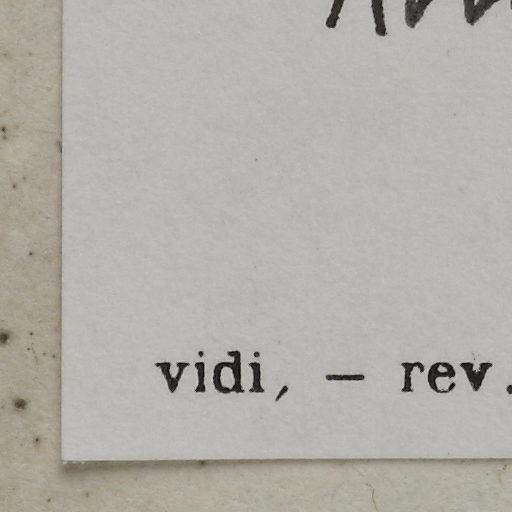 vidi, — rev.